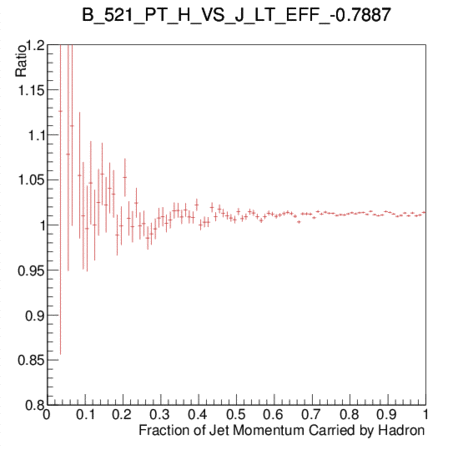 B_521_PT_H_VS_J_LT_EFF_-0.7887
Ratio
1.2
1.15
1.1
1.05
1
0.95
0.9
0.85
0.8
0 0.1 0.2 0.3 0.4 0.5 0.6 0.7 0.8 0.9 1
Fraction of Jet Momentum Carried by Hadron